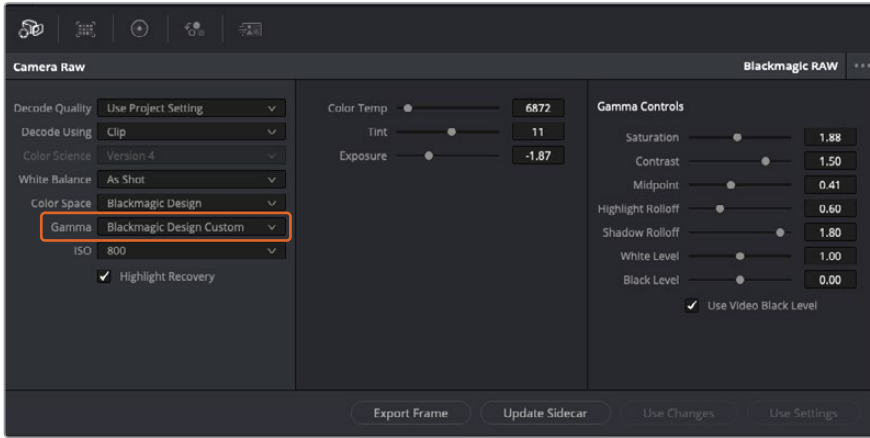 Camera Raw
Blackmagic RAW
Decode Quality Use Project Setting
Decode Using Clip
Color Science Version 4
White Balance As Shot
Color Space Blackmagic Design
Gamma Blackmagic Design Custom
ISO 800
Highlight Recovery
Color Temp 6872
Tint 11
Exposure -1.87
Gamma Controls
Saturation 1.88
Contrast 1.50
Midpoint 0.41
Highlight Rolloff 0.60
Shadow Rolloff 1.80
White Level 1.00
Black Level 0.00
Use Video Black Level
Export Frame
Update Sidecar
Use Changes
Use Settings